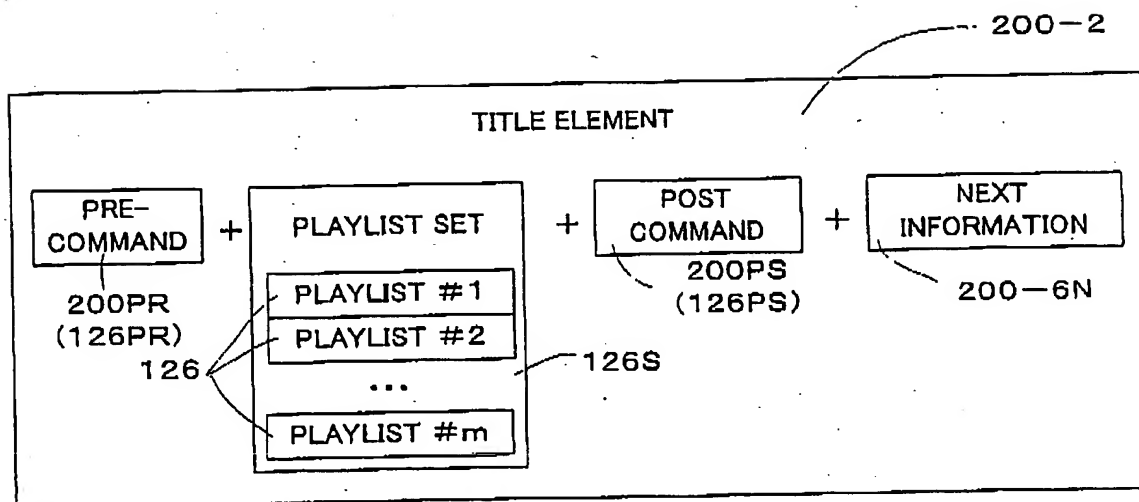 200-2
TITLE ELEMENT
PRE-
COMMAND
+
PLAYLIST SET
+
POST
COMMAND
+
NEXT
INFORMATION
200PR
(126PR)
PLAYLIST #1
PLAYLIST #2
...
PLAYLIST #m
126
126S
200PS
(126PS)
200-6N